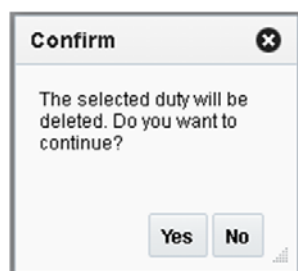 Confirm
The selected duty will be
deleted. Do you want to
continue?
Yes No